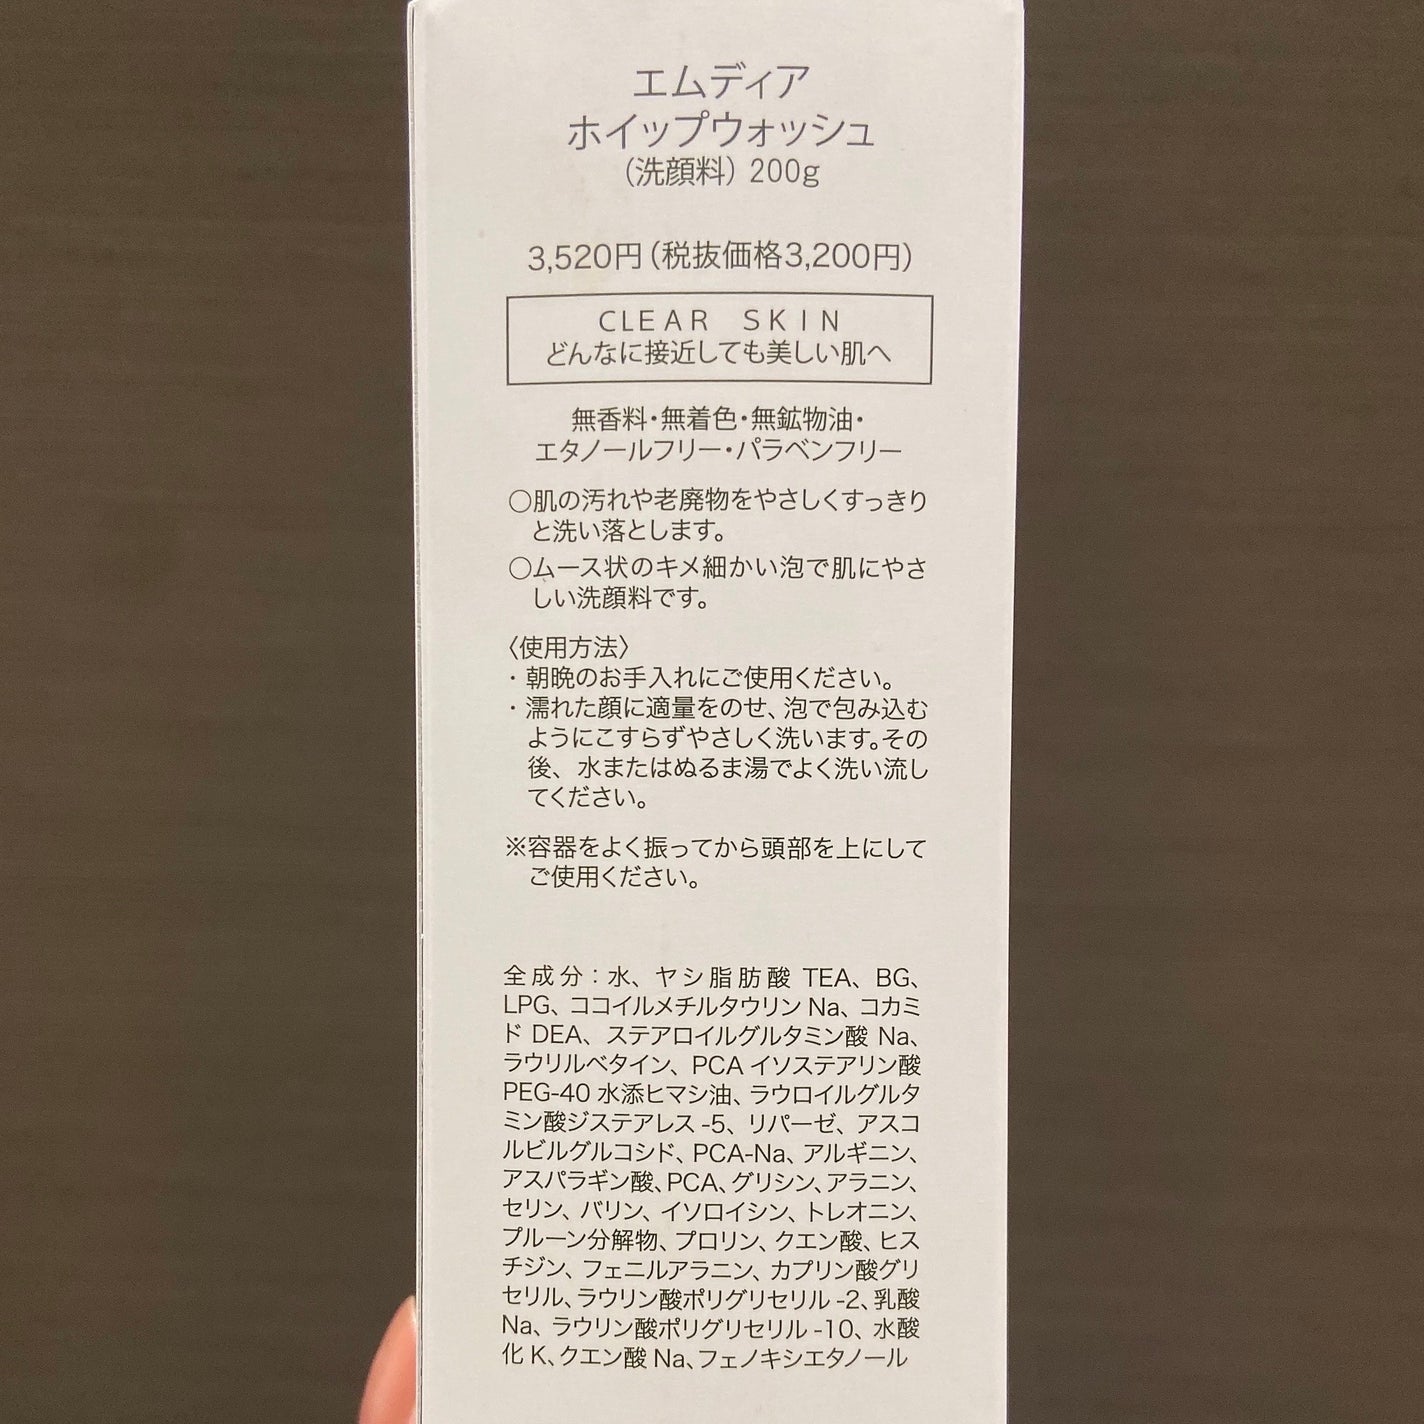 エムディア
ホイップウォッシュ
(洗顔料) 200g
3,520円(税抜価格3,200円)
CLEAR SKIN
どんなに接近しても美しい肌へ
無香料・無着色・無鉱物油・
エタノールフリー・パラベンフリー
○肌の汚れや老廃物をやさしくすっきり
と洗い落とします。
○ムース状のキメ細かい泡で肌にやさ
しい洗顔料です。
〈使用方法〉
・朝晩のお手入れにご使用ください。
・濡れた顔に適量をのせ、泡で包み込む
ようにこすらずやさしく洗います。その
後、水またはぬるま湯でよく洗い流し
てください。
※容器をよく振ってから頭部を上にして
ご使用ください。
全成分：水、ヤシ脂肪酸 TEA、BG、
LPG、ココイルメチルタウリン Na、コカミ
ド DEA、ステアロイルグルタミン酸 Na、
ラウリルベタイン、PCA イソステアリン酸
PEG-40 水添ヒマシ油、ラウロイルグルタ
ミン酸ジステアレス -5、リパーゼ、アスコ
ルビルグルコシド、PCA-Na、アルギニン、
アスパラギン酸、PCA、グリシン、アラニン、
セリン、バリン、イソロイシン、トレオニン、
プルーン分解物、プロリン、クエン酸、ヒス
チジン、フェニルアラニン、カプリン酸グリ
セリル、ラウリン酸ポリグリセリル -2、乳酸
Na、ラウリン酸ポリグリセリル -10、水酸
化 K、クエン酸 Na、フェノキシエタノール